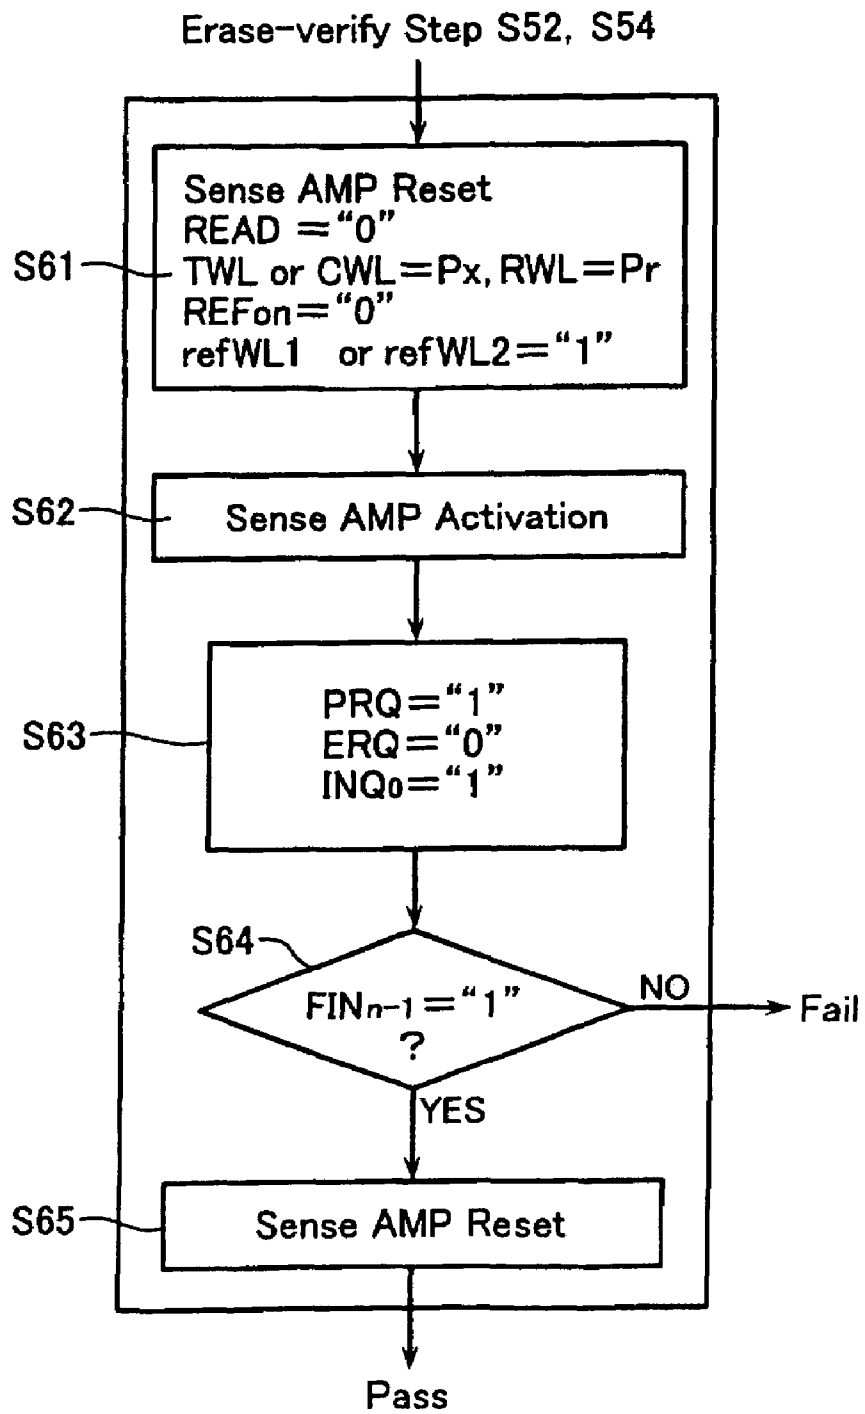 Erase-verify Step S52, S54
Sense AMP Reset
READ ="0"
S61
TWL or CWL=Px, RWL=Pr
REFon="0"
refWL1 or refWL2="1"
S62
Sense AMP Activation
PRQ="1"
S63
ERQ="0"
INQ0="1"
S64
FINn-1="1"
?
NO
Fail
YES
S65
Sense AMP Reset
Pass